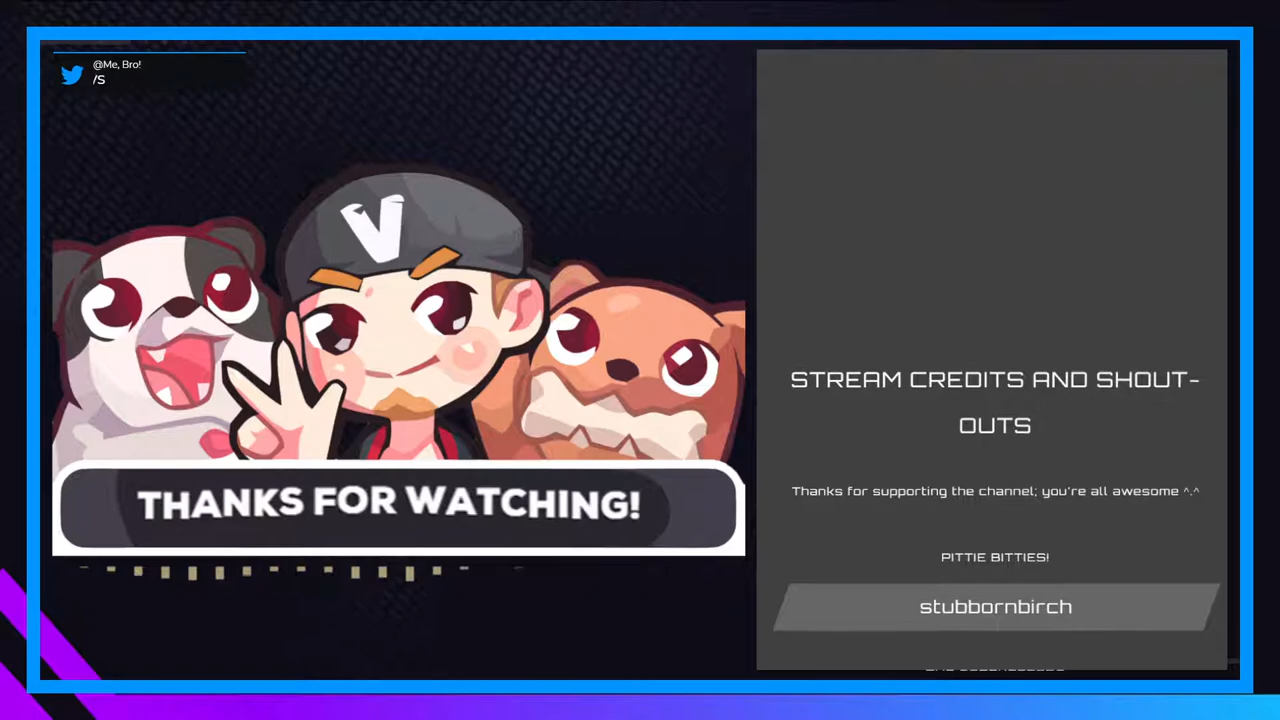 @Me, Bro!
/S
V
THANKS FOR WATCHING!
STREAM CREDITS AND SHOUT-
OUTS
Thanks for supporting the channel; you're all awesome ^.^
PITTIE BITTIES!
stubbornbirch